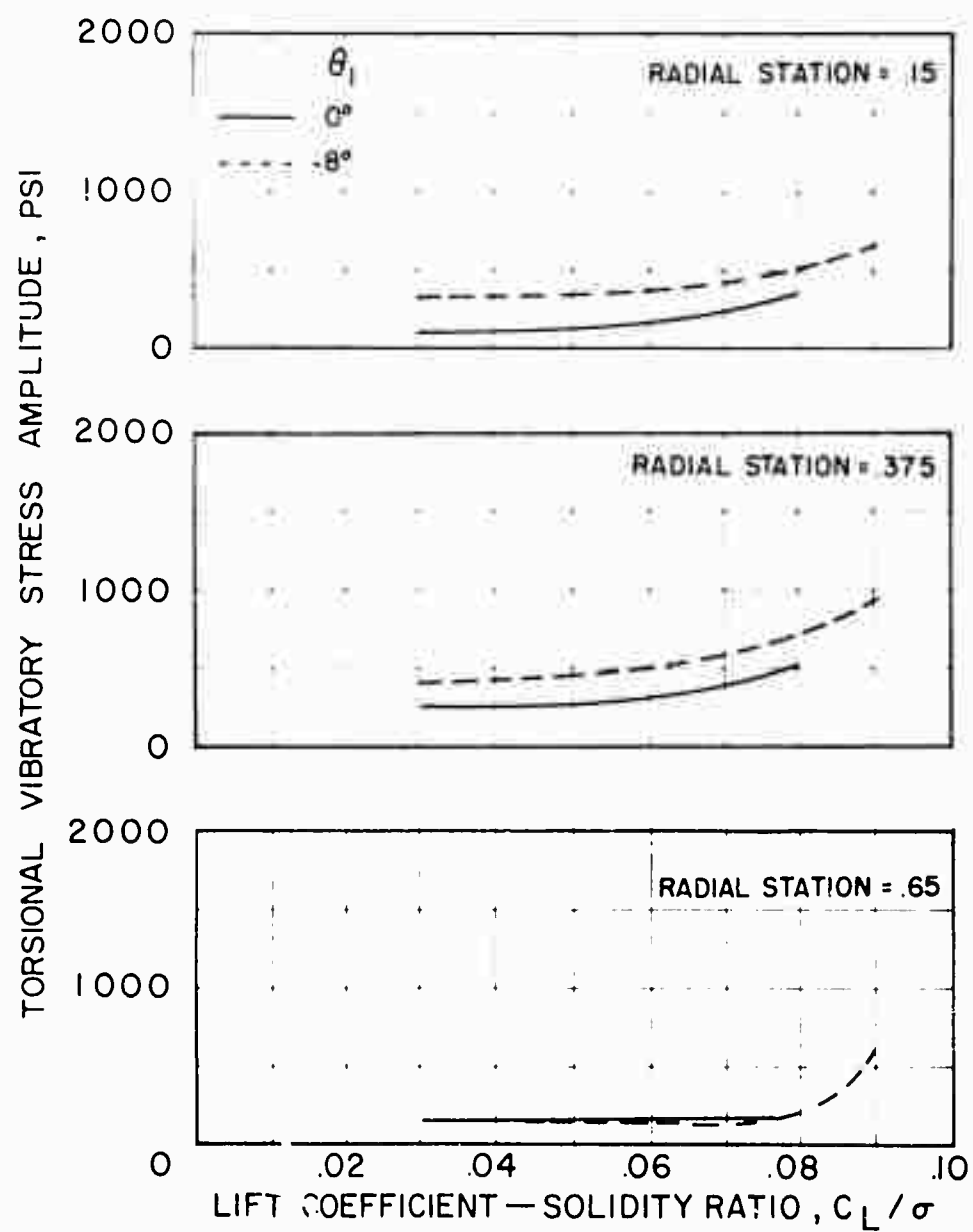 TORSIONAL VIBRATORY STRESS AMPLITUDE, PSI
2000
1000
0
θ₁
0°
-8°
RADIAL STATION = .15
2000
1000
0
RADIAL STATION = .375
2000
1000
0
RADIAL STATION = .65
.02 .04 .06 .08 .10
LIFT COEFFICIENT — SOLIDITY RATIO, C_L/σ